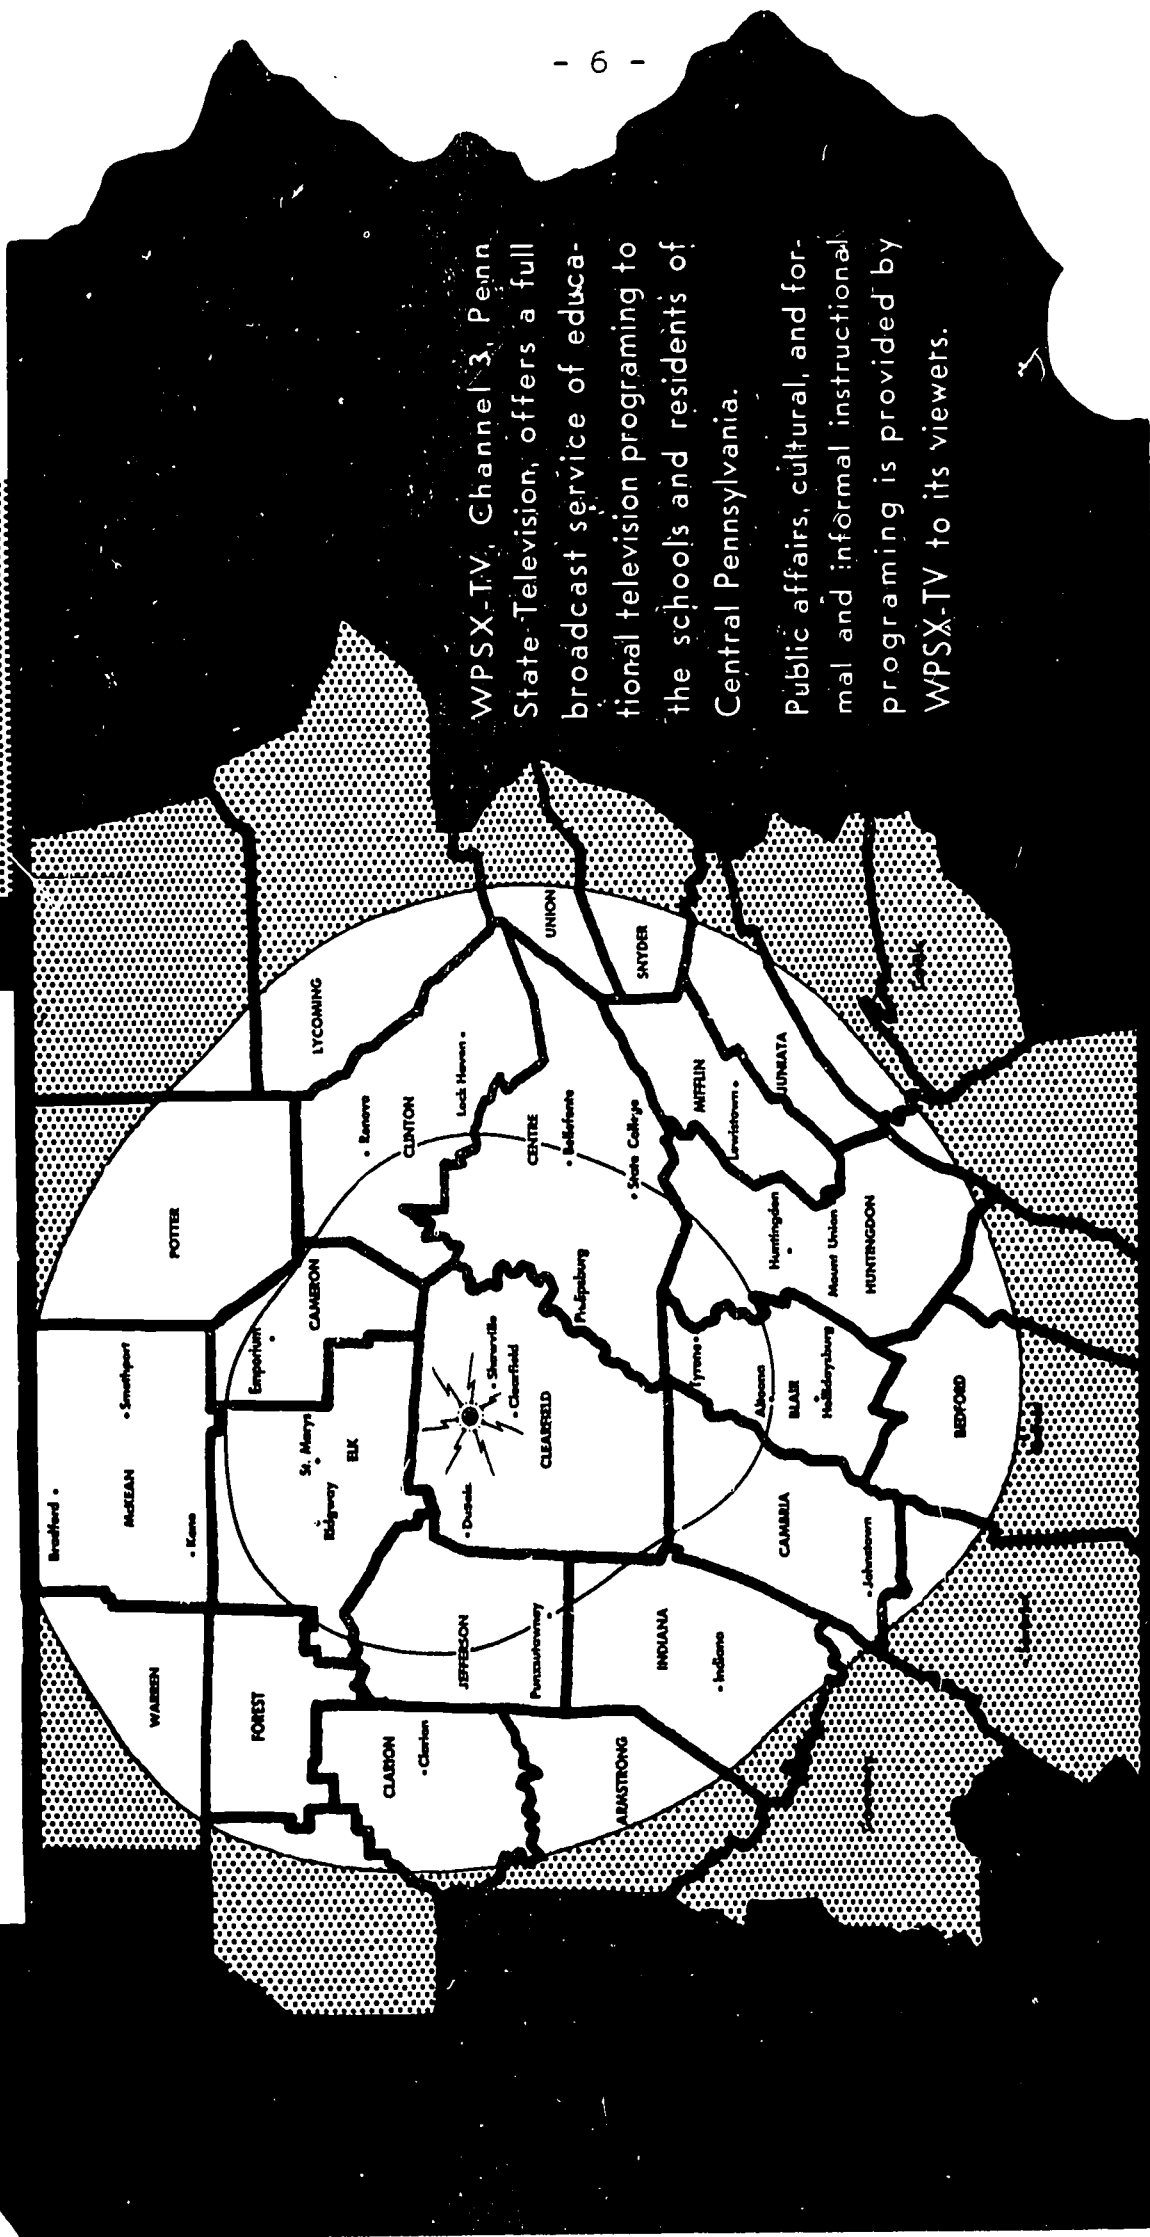 - 6 -
WPSX-TV, Channel 3, Penn
State Television, offers a full
broadcast service of educa-
tional television programing to
the schools and residents of
Central Pennsylvania.
Public affairs, cultural, and for-
mal and informal instructional
programing is provided by
WPSX-TV to its viewers.
Bradford
Smethport
McKEAN
Kane
WARREN
POTTER
FOREST
Emporium
CAMERON
St. Marys
Ridgway
ELK
LYCOMING
Renovo
CLINTON
Lock Haven
CLARION
Clarion
JEFFERSON
Punxsutawney
DuBois
Shawville
Clearfield
CLEARFIELD
CENTRE
Bellefonte
State College
Philipsburg
UNION
SNYDER
ARMSTRONG
INDIANA
Indiana
Tyrone
Altoona
BLAIR
Hollidaysburg
CAMBRIA
Johnstown
Huntingdon
Mount Union
HUNTINGDON
MIFFLIN
Lewistown
JUNIATA
BEDFORD